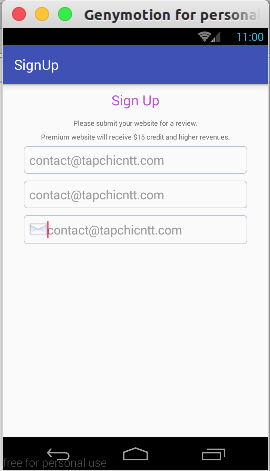 Genymotion for personal
11:00
SignUp
Sign Up
Please submit your website for a review.
Premium website will receive $15 credit and higher revenues.
contact@tapchicntt.com
contact@tapchicntt.com
contact@tapchicntt.com
free for personal use